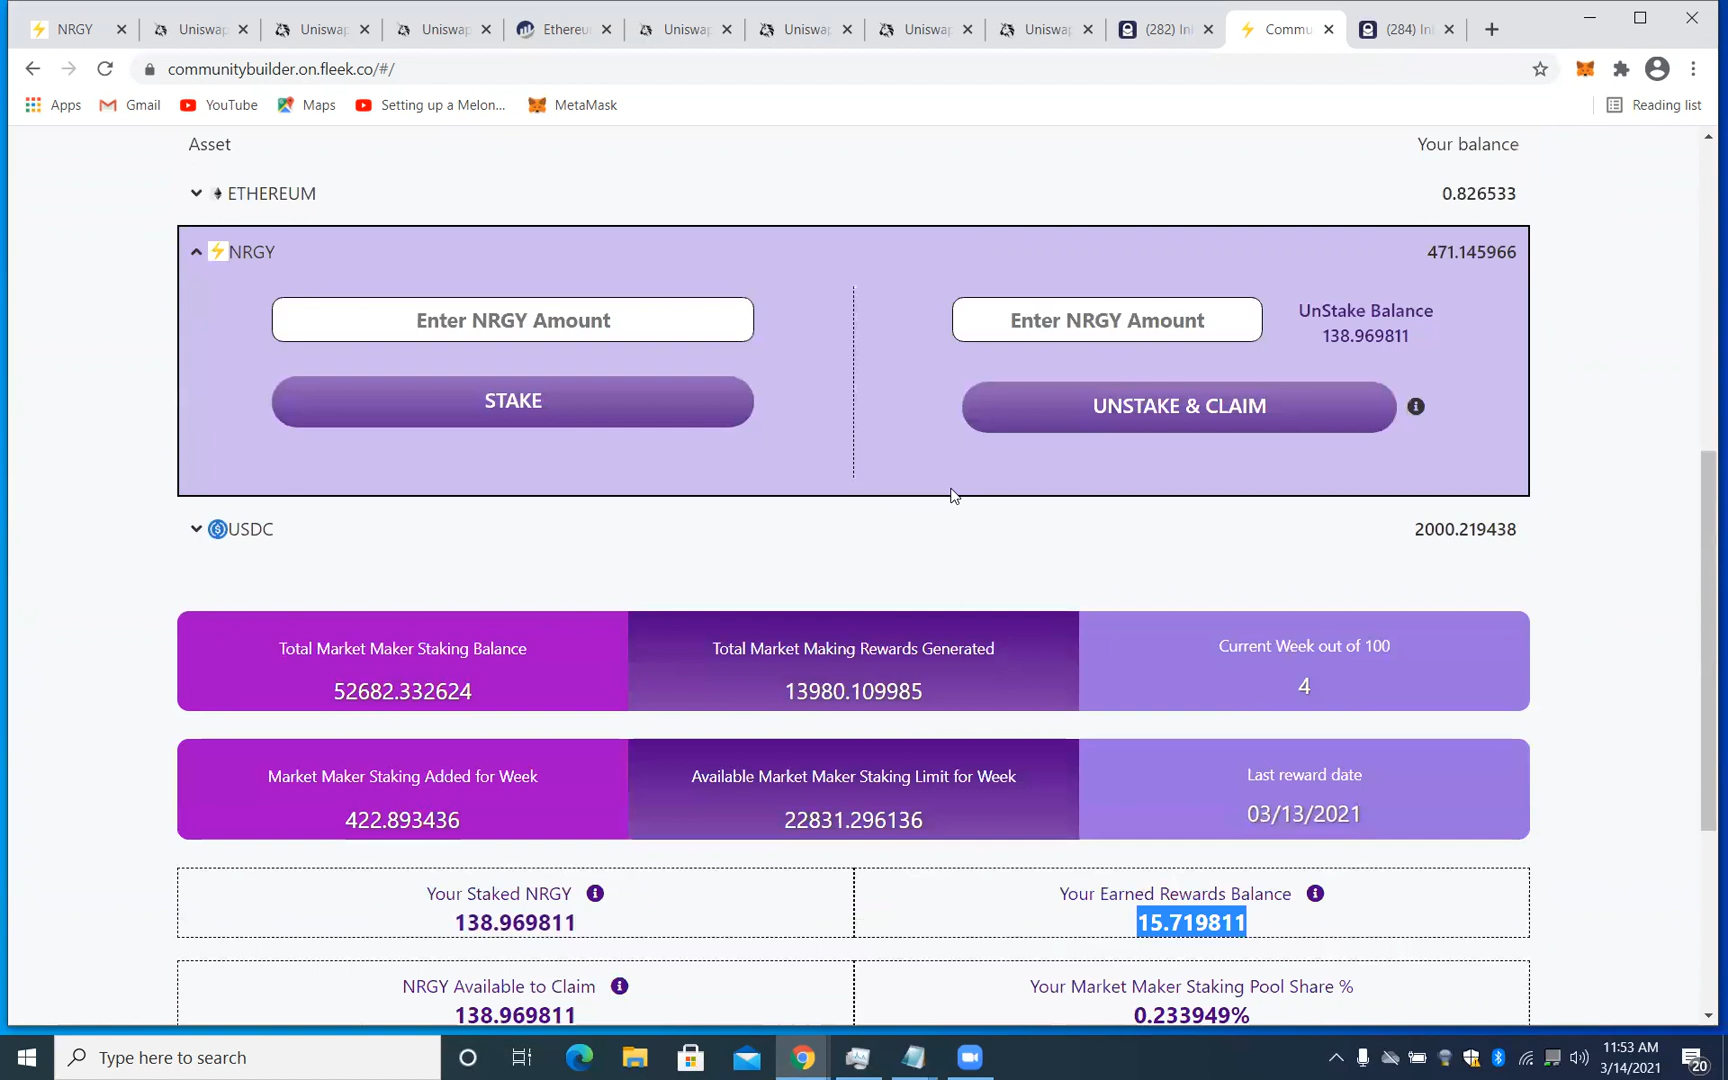 NRGY
Uniswap
Uniswap
Uniswap
Ethereu
Uniswap
Uniswap
Uniswap
Uniswap
(282) In
Commu
(284) In
communitybuilder.on.fleek.co/#/
Apps
Gmail
YouTube
Maps
Setting up a Melon...
MetaMask
Reading list
Asset
Your balance
ETHEREUM
0.826533
NRGY
471.145966
Enter NRGY Amount
Enter NRGY Amount
UnStake Balance
138.969811
STAKE
UNSTAKE & CLAIM
USDC
2000.219438
Total Market Maker Staking Balance
52682.332624
Total Market Making Rewards Generated
13980.109985
Current Week out of 100
4
Market Maker Staking Added for Week
422.893436
Available Market Maker Staking Limit for Week
22831.296136
Last reward date
03/13/2021
Your Staked NRGY
138.969811
Your Earned Rewards Balance
15.719811
NRGY Available to Claim
138.969811
Your Market Maker Staking Pool Share %
0.233949%
Type here to search
11:53 AM
3/14/2021
20